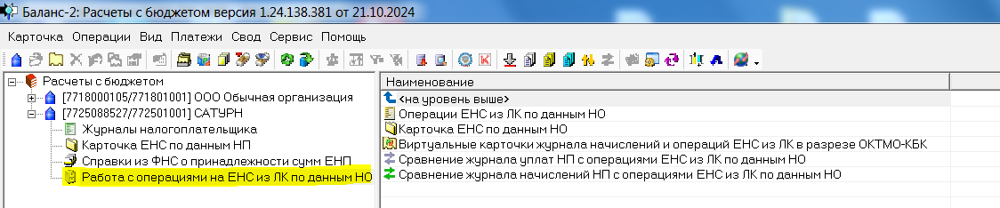 Баланс-2: Расчеты с бюджетом версия 1.24.138.381 от 21.10.2024
Карточка Операции Вид Платежи Свод Сервис Помощь
Расчеты с бюджетом
[7718000105/771801001] ООО Обычная организация
[7725088527/772501001] САТУРН
Журналы налогоплательщика
Карточка ЕНС по данным НП
Справки из ФНС о принадлежности сумм ЕНП
Работа с операциями на ЕНС из ЛК по данным НО
Наименование
<на уровень выше>
Операции ЕНС из ЛК по данным НО
Карточка ЕНС по данным НО
Виртуальные карточки журнала начислений и операций ЕНС из ЛК в разрезе ОКТМО-КБК
Сравнение журнала уплат НП с операциями ЕНС из ЛК по данным НО
Сравнение журнала начислений НП с операциями ЕНС из ЛК по данным НО